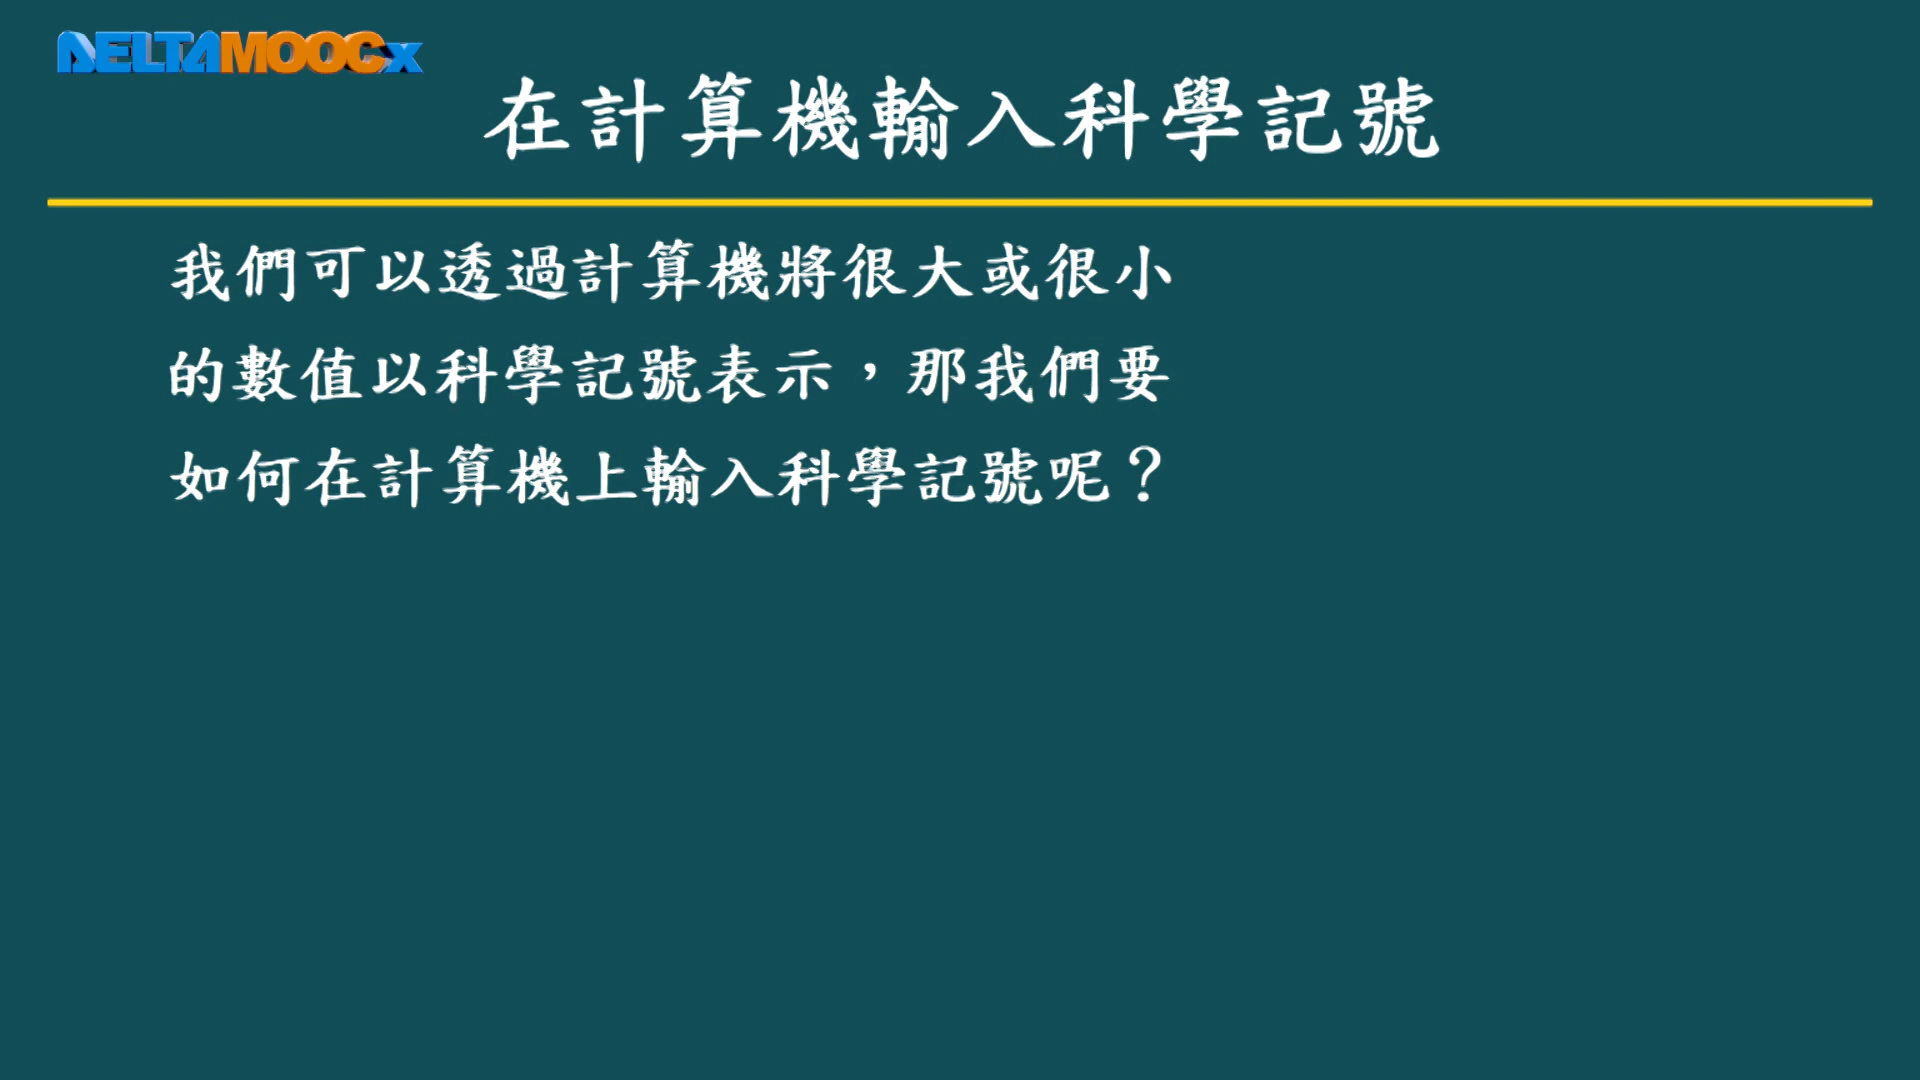 DELTAMOOCx
在計算機輸入科學記號
我們可以透過計算機將很大或很小
的數值以科學記號表示，那我們要
如何在計算機上輸入科學記號呢？